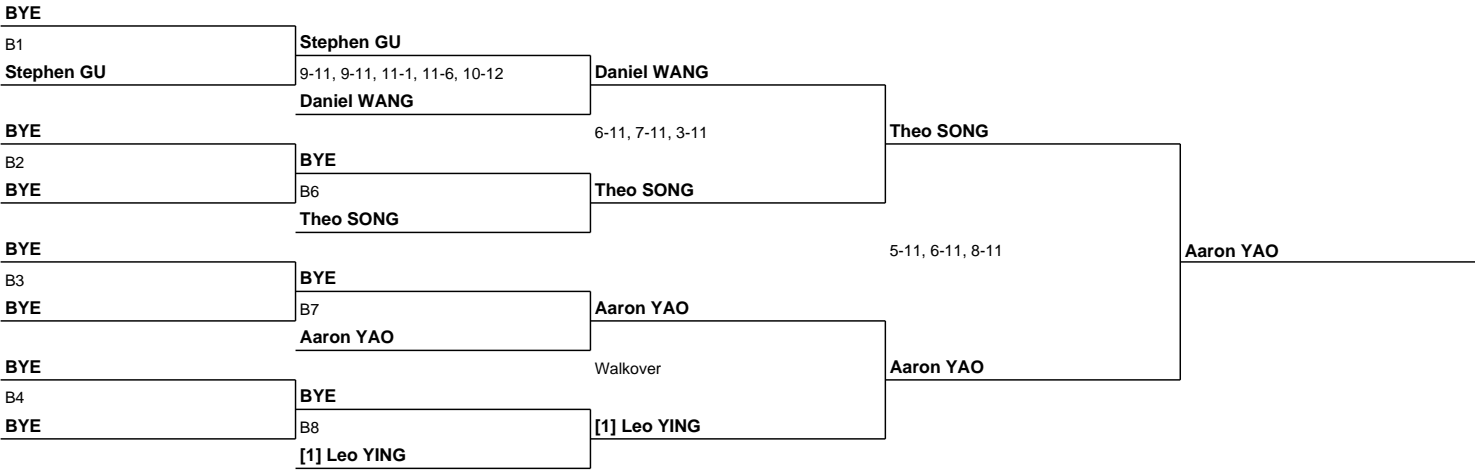 BYE
B1
Stephen GU
BYE
B2
BYE
BYE
B3
BYE
BYE
B4
BYE
Stephen GU
9-11, 9-11, 11-1, 11-6, 10-12
Daniel WANG
BYE
B6
Theo SONG
BYE
B7
Aaron YAO
BYE
B8
[1] Leo YING
Daniel WANG
6-11, 7-11, 3-11
Theo SONG
Aaron YAO
Walkover
[1] Leo YING
Theo SONG
5-11, 6-11, 8-11
Aaron YAO
Aaron YAO